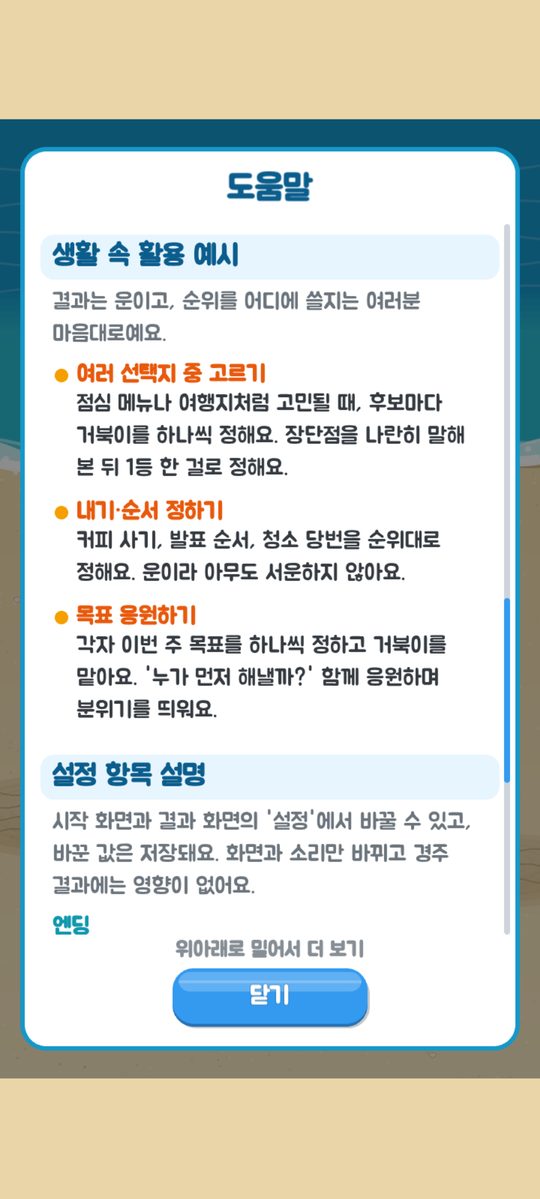 도움말
생활 속 활용 예시
결과는 운이고, 순위를 어디에 쓸지는 여러분
마음대로예요.
여러 선택지 중 고르기
점심 메뉴나 여행지처럼 고민될 때, 후보마다
거북이를 하나씩 정해요. 장단점을 나란히 말해
본 뒤 1등 한 걸로 정해요.
내기·순서 정하기
커피 사기, 발표 순서, 청소 당번을 순위대로
정해요. 운이라 아무도 서운하지 않아요.
목표 응원하기
각자 이번 주 목표를 하나씩 정하고 거북이를
맡아요. '누가 먼저 해낼까?' 함께 응원하며
분위기를 띄워요.
설정 항목 설명
시작 화면과 결과 화면의 '설정'에서 바꿀 수 있고,
바꾼 값은 저장돼요. 화면과 소리만 바뀌고 경주
결과에는 영향이 없어요.
엔딩
위아래로 밀어서 더 보기
닫기